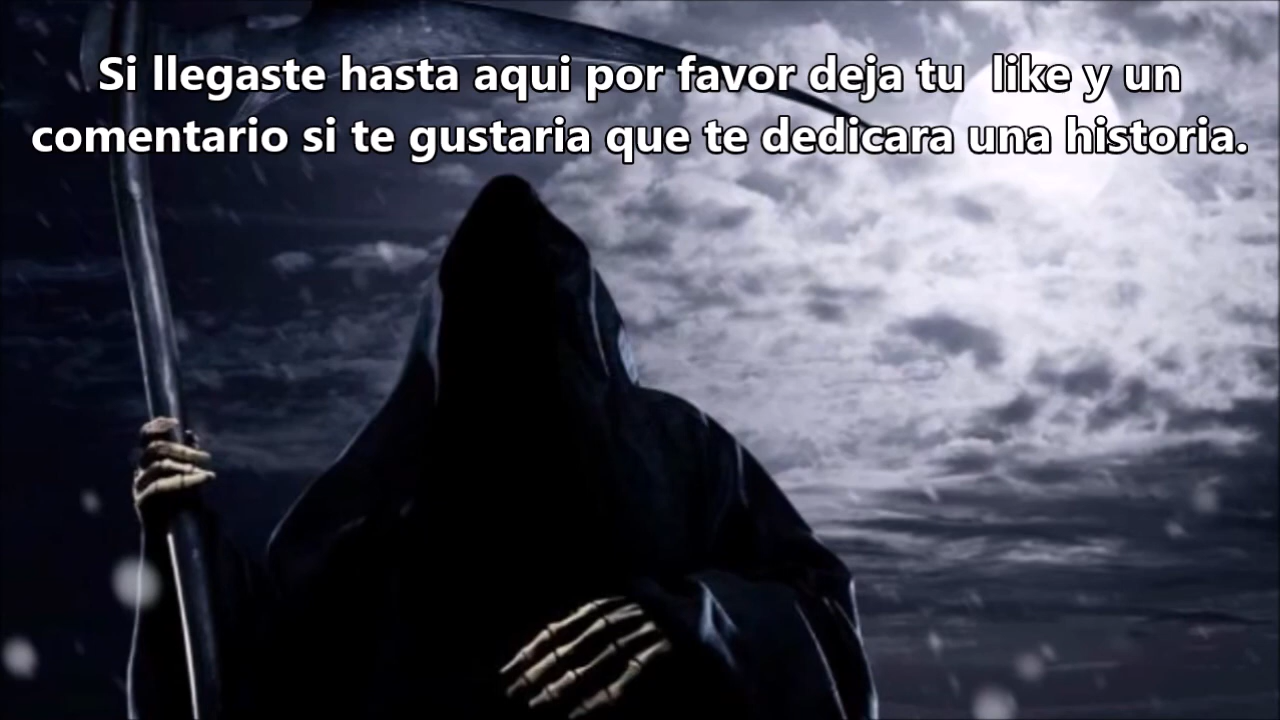 Si llegaste hasta aqui por favor deja tu like y un
comentario si te gustaria que te dedicara una historia.